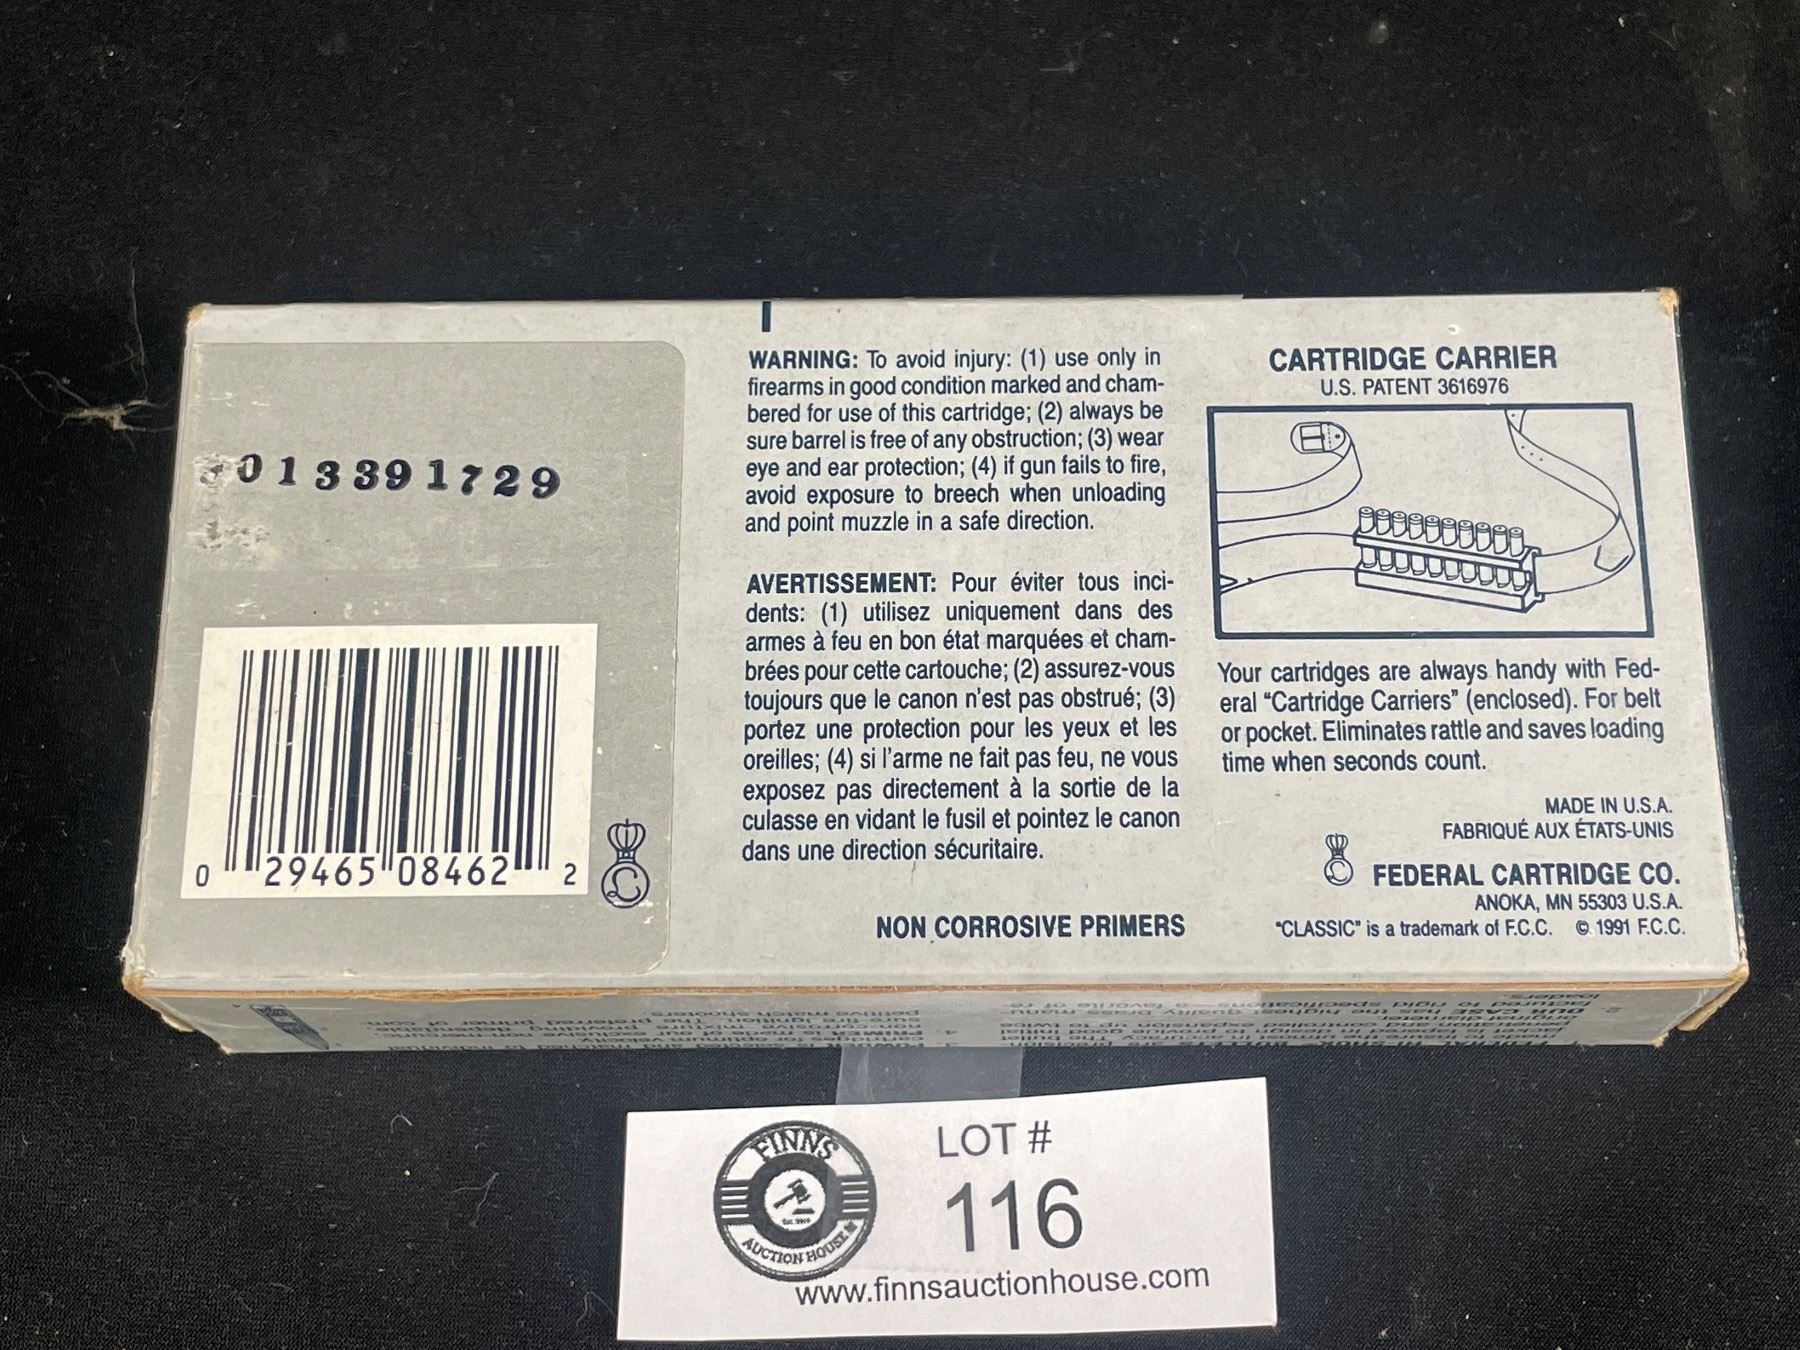 013391729
0 29465 08462 2
WARNING: To avoid injury: (1) use only in
firearms in good condition marked and cham-
bered for use of this cartridge; (2) always be
sure barrel is free of any obstruction; (3) wear
eye and ear protection; (4) if gun fails to fire,
avoid exposure to breech when unloading
and point muzzle in a safe direction.
AVERTISSEMENT: Pour éviter tous inci-
dents: (1) utilisez uniquement dans des
armes à feu en bon état marquées et cham-
brées pour cette cartouche; (2) assurez-vous
toujours que le canon n'est pas obstrué; (3)
portez une protection pour les yeux et les
oreilles; (4) si l'arme ne fait pas feu, ne vous
exposez pas directement à la sortie de la
culasse en vidant le fusil et pointez le canon
dans une direction sécuritaire.
NON CORROSIVE PRIMERS
CARTRIDGE CARRIER
U.S. PATENT 3616976
Your cartridges are always handy with Fed-
eral "Cartridge Carriers" (enclosed). For belt
or pocket. Eliminates rattle and saves loading
time when seconds count.
MADE IN U.S.A.
FABRIQUÉ AUX ÉTATS-UNIS
FEDERAL CARTRIDGE CO.
ANOKA, MN 55303 U.S.A.
"CLASSIC" is a trademark of F.C.C. © 1991 F.C.C.
FINNS
AUCTION HOUSE
LOT #
116
www.finnsauctionhouse.com